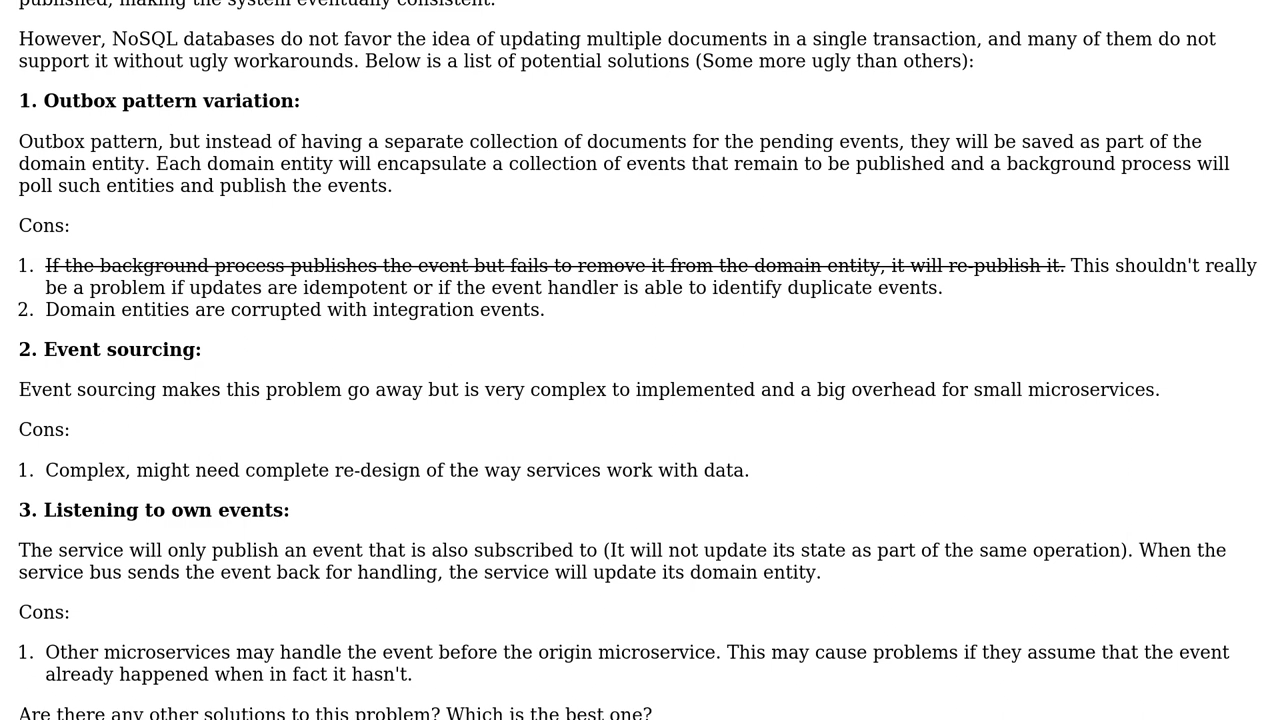 published, making the system eventually consistent.
However, NoSQL databases do not favor the idea of updating multiple documents in a single transaction, and many of them do not
support it without ugly workarounds. Below is a list of potential solutions (Some more ugly than others):
1. Outbox pattern variation:
Outbox pattern, but instead of having a separate collection of documents for the pending events, they will be saved as part of the
domain entity. Each domain entity will encapsulate a collection of events that remain to be published and a background process will
poll such entities and publish the events.
Cons:
1. If the background process publishes the event but fails to remove it from the domain entity, it will re-publish it. This shouldn't really
be a problem if updates are idempotent or if the event handler is able to identify duplicate events.
2. Domain entities are corrupted with integration events.
2. Event sourcing:
Event sourcing makes this problem go away but is very complex to implemented and a big overhead for small microservices.
Cons:
1. Complex, might need complete re-design of the way services work with data.
3. Listening to own events:
The service will only publish an event that is also subscribed to (It will not update its state as part of the same operation). When the
service bus sends the event back for handling, the service will update its domain entity.
Cons:
1. Other microservices may handle the event before the origin microservice. This may cause problems if they assume that the event
already happened when in fact it hasn't.
Are there any other solutions to this problem? Which is the best one?